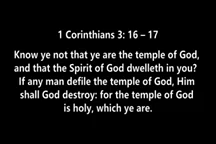 1 Corinthians 3: 16 – 17
Know ye not that ye are the temple of God,
and that the Spirit of God dwelleth in you?
If any man defile the temple of God, Him
shall God destroy: for the temple of God
is holy, which ye are.